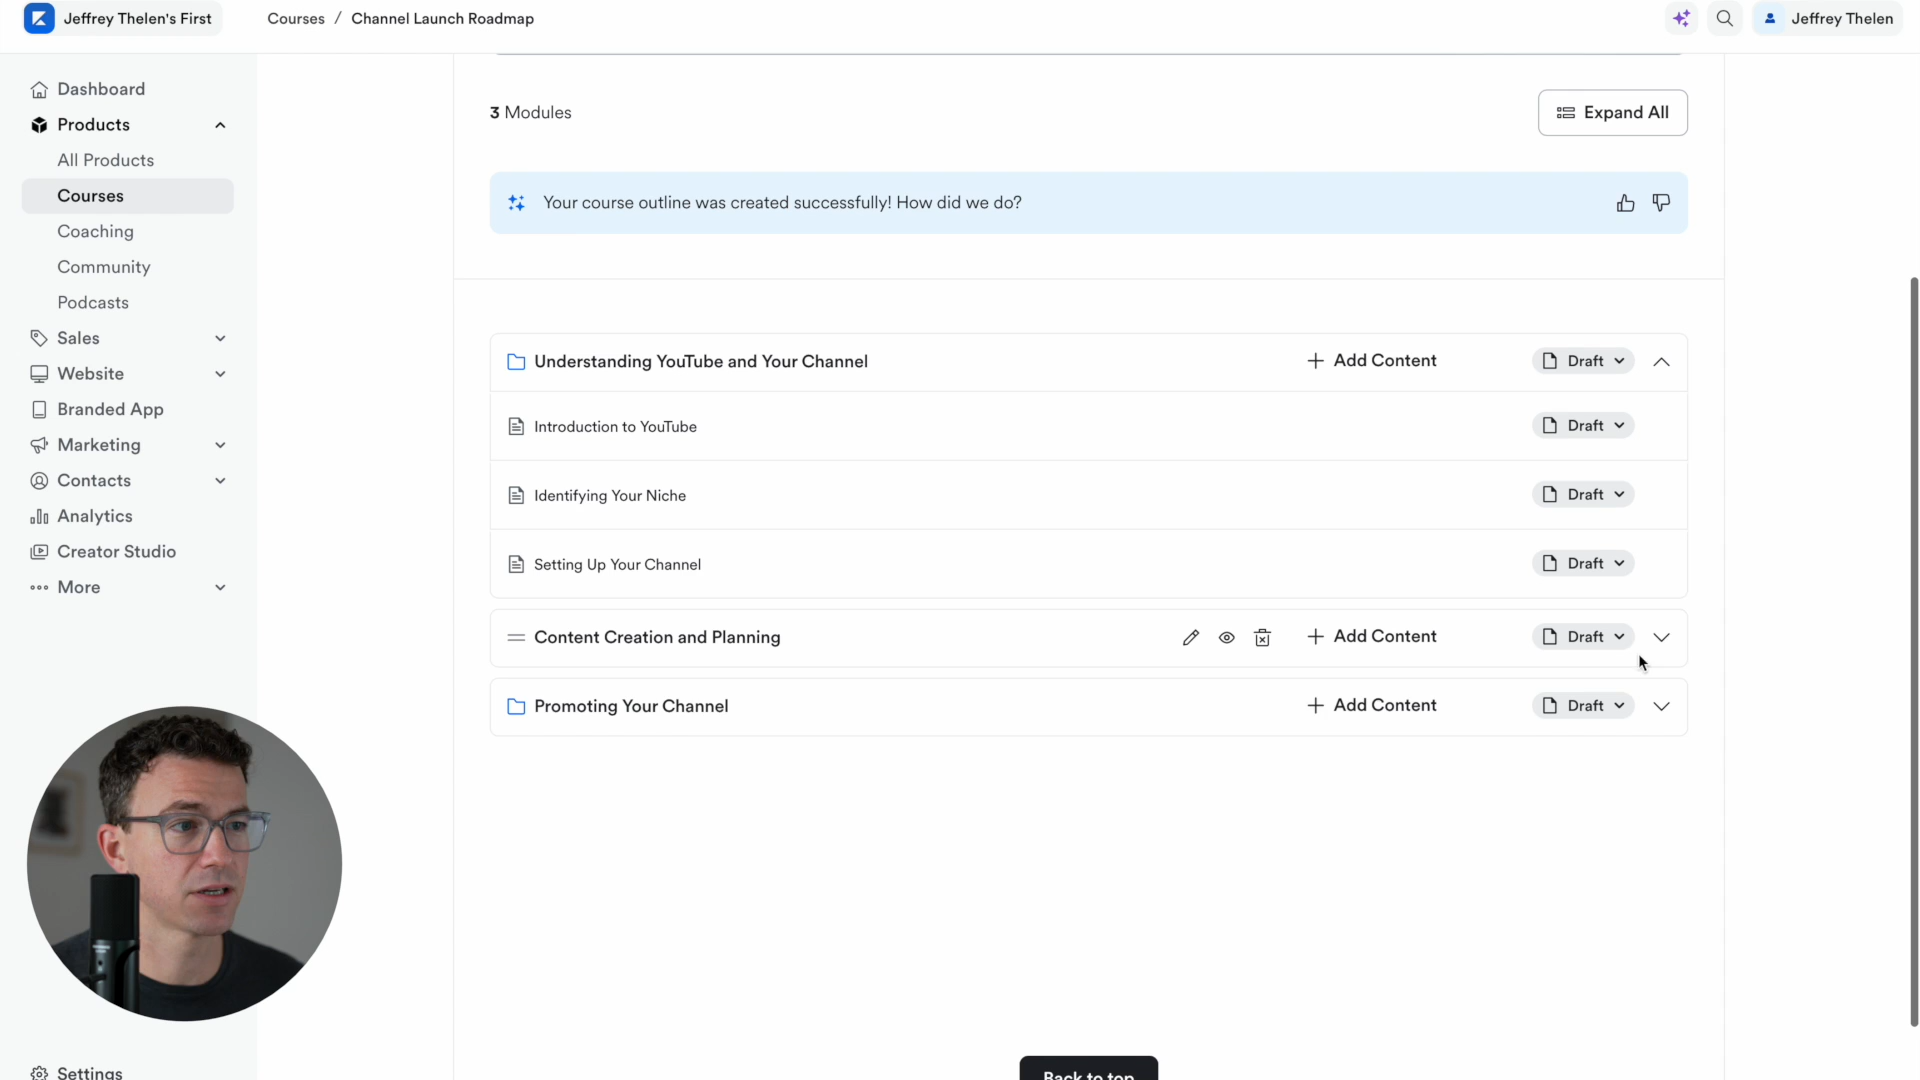 Jeffrey Thelen's First
Courses / Channel Launch Roadmap
Jeffrey Thelen
Dashboard
Products
All Products
Courses
Coaching
Community
Podcasts
Sales
Website
Branded App
Marketing
Contacts
Analytics
Creator Studio
More
Settings
3 Modules
Expand All
Your course outline was created successfully! How did we do?
Understanding YouTube and Your Channel
Add Content
Draft
Introduction to YouTube
Draft
Identifying Your Niche
Draft
Setting Up Your Channel
Draft
Content Creation and Planning
Add Content
Draft
Promoting Your Channel
Add Content
Draft
Back to top